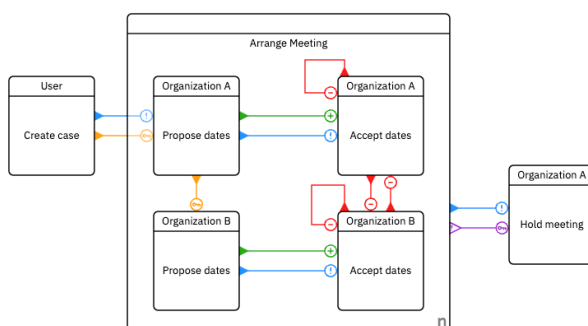 Arrange Meeting
User
Create case
Organization A
Propose dates
Organization A
Accept dates
Organization B
Propose dates
Organization B
Accept dates
Organization A
Hold meeting
n